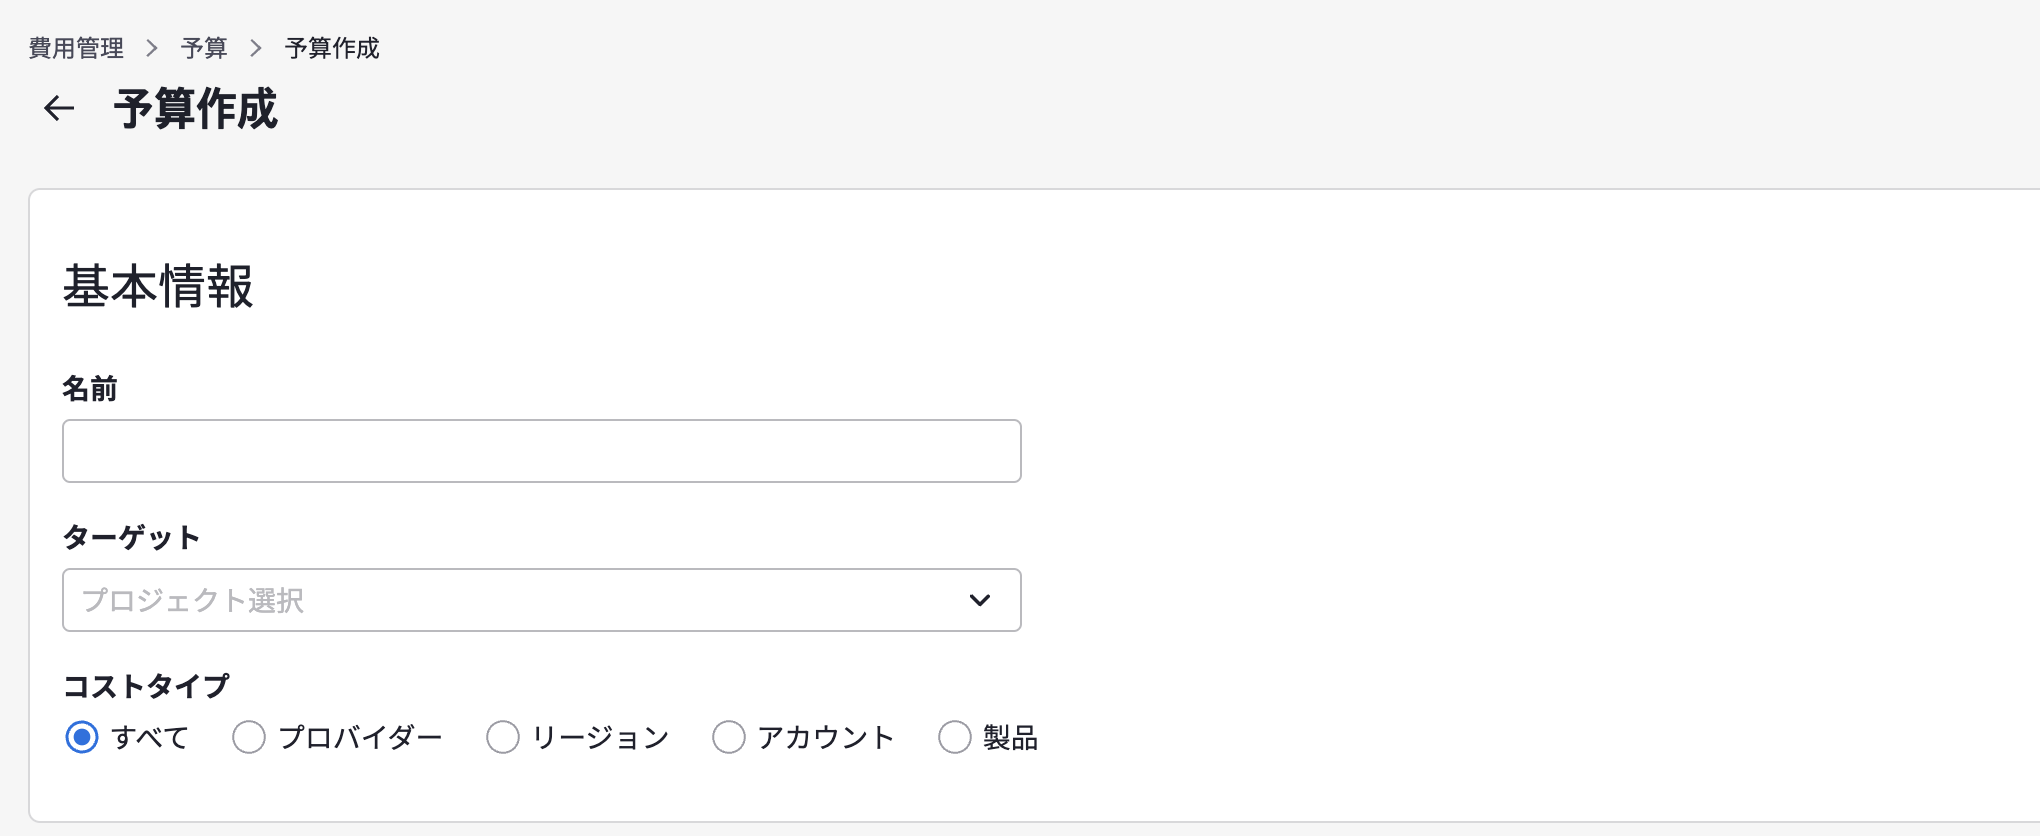 費用管理 > 予算 > 予算作成
予算作成
基本情報
名前
ターゲット
プロジェクト選択
コストタイプ
すべて プロバイダー リージョン アカウント 製品